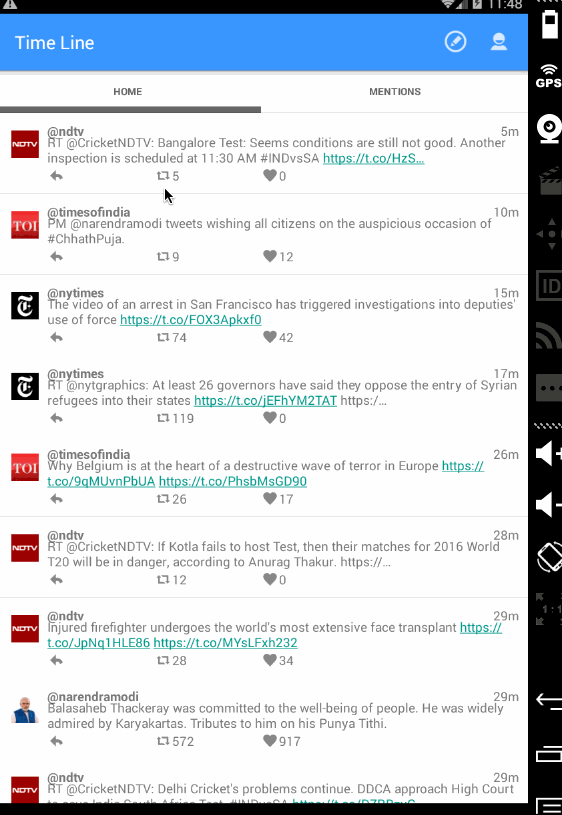 11:48
Time Line
HOME MENTIONS
@ndtv 5m
NDTV
RT @CricketNDTV: Bangalore Test: Seems conditions are still not good. Another
inspection is scheduled at 11:30 AM #INDvsSA https://t.co/HzS…
5 0
@timesofindia 10m
TOI
PM @narendramodi tweets wishing all citizens on the auspicious occasion of
#ChhathPuja.
9 12
@nytimes 15m
The video of an arrest in San Francisco has triggered investigations into deputies'
use of force https://t.co/FOX3Apkxf0
74 42
@nytimes 17m
RT @nytgraphics: At least 26 governors have said they oppose the entry of Syrian
refugees into their states https://t.co/jEFhYM2TAT https:/…
119 0
@timesofindia 26m
TOI
Why Belgium is at the heart of a destructive wave of terror in Europe https://
t.co/9qMUvnPbUA https://t.co/PhsbMsGD90
26 17
@ndtv 28m
NDTV
RT @CricketNDTV: If Kotla fails to host Test, then their matches for 2016 World
T20 will be in danger, according to Anurag Thakur. https://…
12 0
@ndtv 29m
NDTV
Injured firefighter undergoes the world's most extensive face transplant https://
t.co/JpNq1HLE86 https://t.co/MYsLFxh232
28 34
@narendramodi 29m
Balasaheb Thackeray was committed to the well-being of people. He was widely
admired by Karyakartas. Tributes to him on his Punya Tithi.
572 917
@ndtv 29m
NDTV
RT @CricketNDTV: Delhi Cricket's problems continue. DDCA approach High Court
GPS
ID
1:1